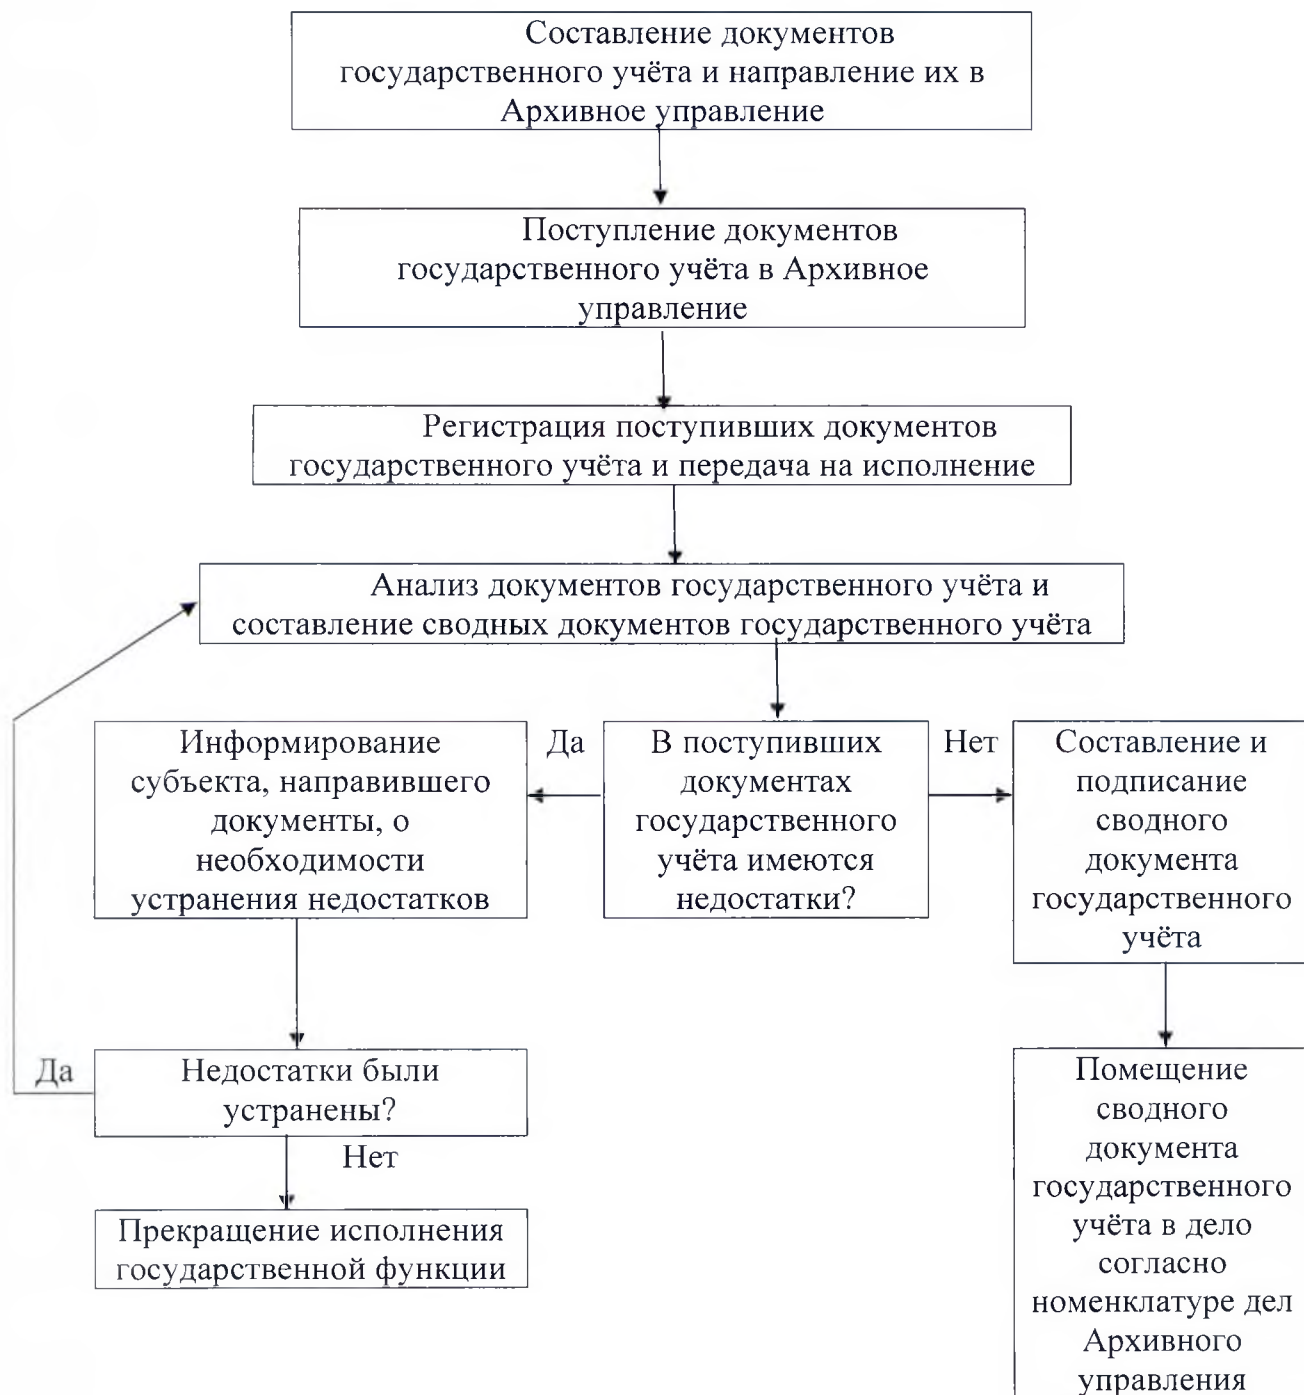 Составление документов
государственного учёта и направление их в
Архивное управление
Поступление документов
государственного учёта в Архивное
управление
Регистрация поступивших документов
государственного учёта и передача на исполнение
Анализ документов государственного учёта и
составление сводных документов государственного учёта
Информирование
субъекта, направившего
документы, о
необходимости
устранения недостатков
Да
В поступивших
документах
государственного
учёта имеются
недостатки?
Нет
Составление и
подписание
сводного
документа
государственного
учёта
Да
Недостатки были
устранены?
Нет
Прекращение исполнения
государственной функции
Помещение
сводного
документа
государственного
учёта в дело
согласно
номенклатуре дел
Архивного
управления